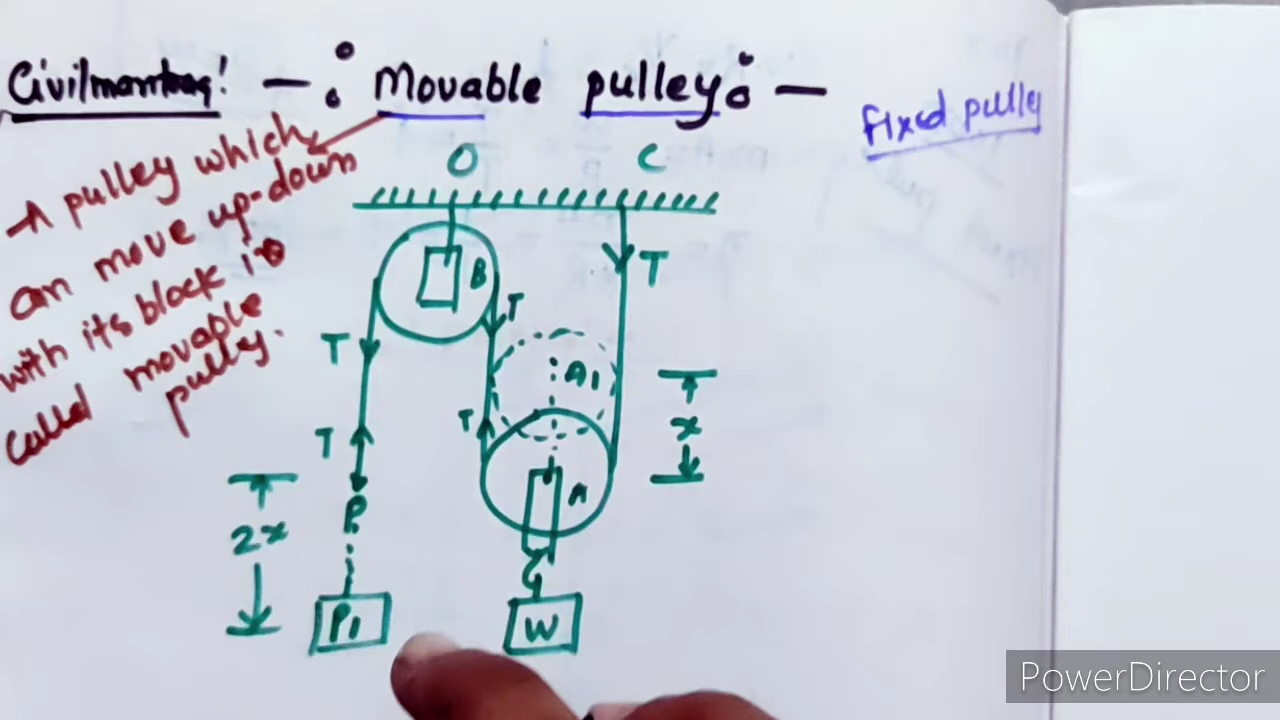 Civilmantraa! - : Movable pulley: -
Fixed pulley
→ A pulley which
can move up-down
with its block is
called movable
pulley.
O C
B T
T T
A1
T T x
P A
2x
P1 W
PowerDirector